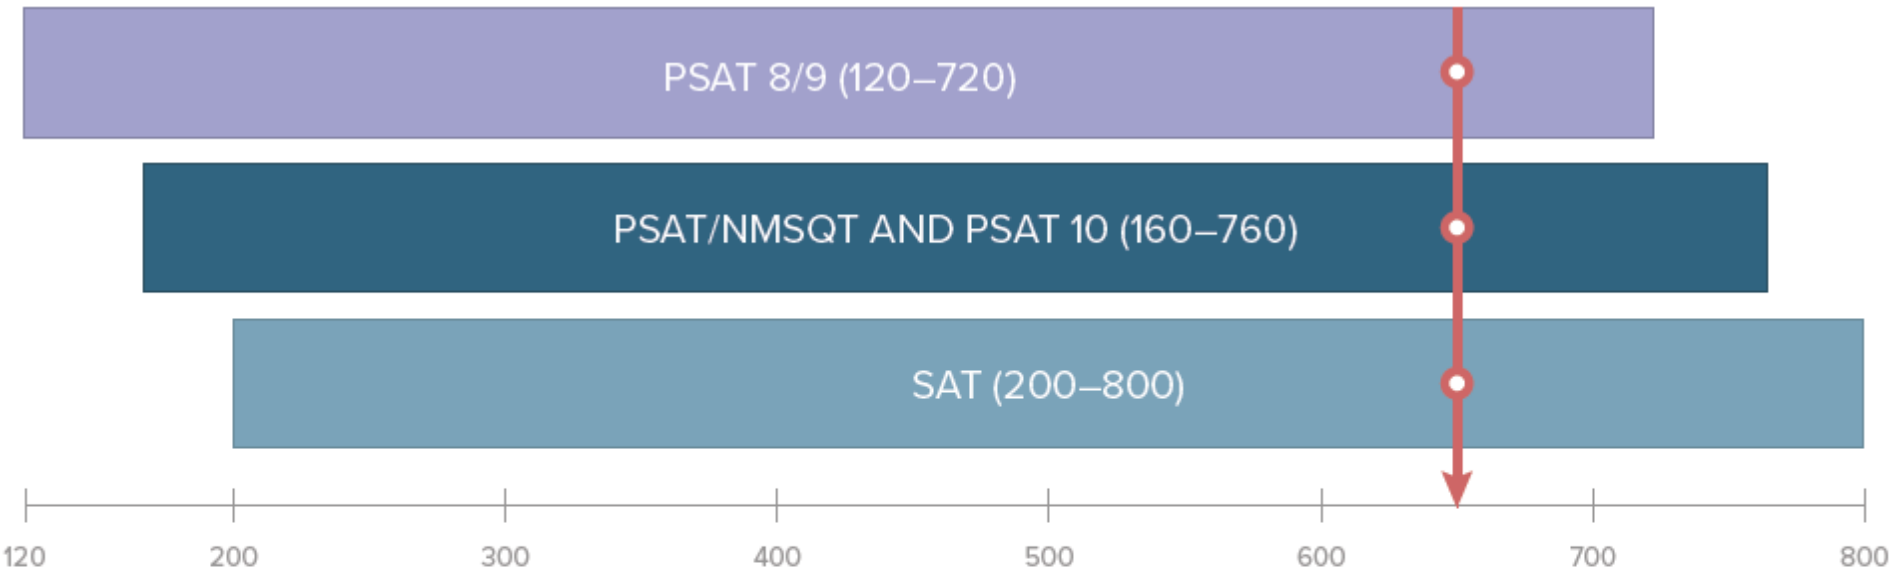 PSAT 8/9 (120–720)
PSAT/NMSQT AND PSAT 10 (160–760)
SAT (200–800)
120 200 300 400 500 600 700 800